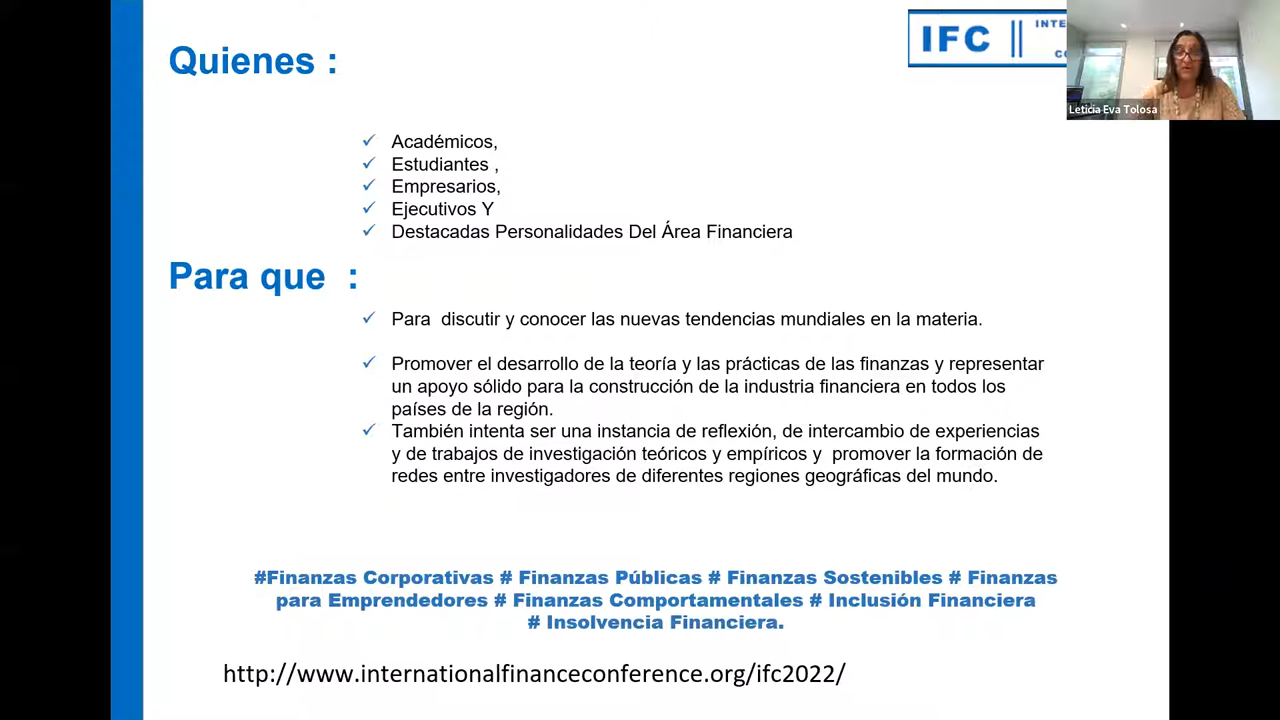 Quienes :
IFC
Leticia Eva Tolosa
Académicos,
Estudiantes ,
Empresarios,
Ejecutivos Y
Destacadas Personalidades Del Área Financiera
Para que :
Para discutir y conocer las nuevas tendencias mundiales en la materia.
Promover el desarrollo de la teoría y las prácticas de las finanzas y representar
un apoyo sólido para la construcción de la industria financiera en todos los
países de la región.
También intenta ser una instancia de reflexión, de intercambio de experiencias
y de trabajos de investigación teóricos y empíricos y promover la formación de
redes entre investigadores de diferentes regiones geográficas del mundo.
#Finanzas Corporativas # Finanzas Públicas # Finanzas Sostenibles # Finanzas
para Emprendedores # Finanzas Comportamentales # Inclusión Financiera
# Insolvencia Financiera.
http://www.internationalfinanceconference.org/ifc2022/